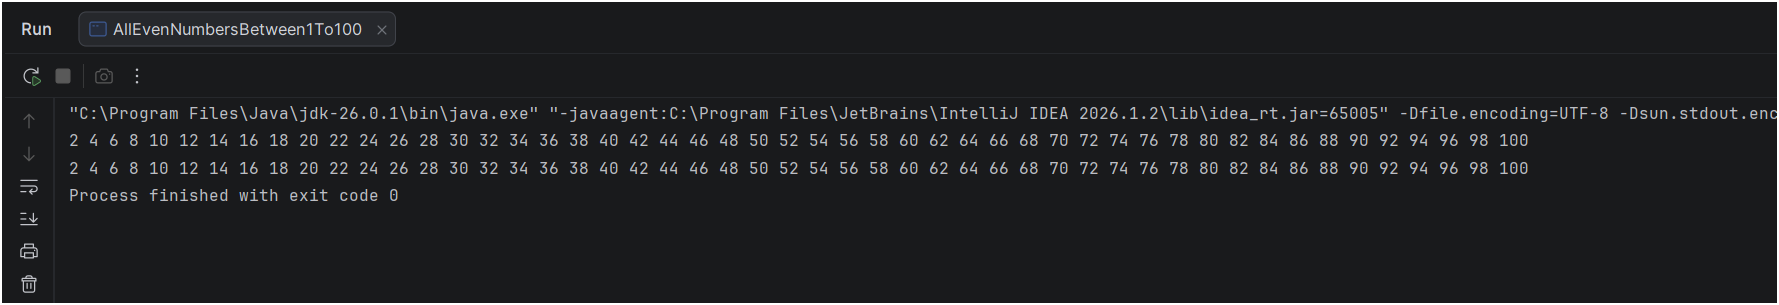 Run AllEvenNumbersBetween1To100
"C:\Program Files\Java\jdk-26.0.1\bin\java.exe" "-javaagent:C:\Program Files\JetBrains\IntelliJ IDEA 2026.1.2\lib\idea_rt.jar=65005" -Dfile.encoding=UTF-8 -Dsun.stdout.enc
2 4 6 8 10 12 14 16 18 20 22 24 26 28 30 32 34 36 38 40 42 44 46 48 50 52 54 56 58 60 62 64 66 68 70 72 74 76 78 80 82 84 86 88 90 92 94 96 98 100
2 4 6 8 10 12 14 16 18 20 22 24 26 28 30 32 34 36 38 40 42 44 46 48 50 52 54 56 58 60 62 64 66 68 70 72 74 76 78 80 82 84 86 88 90 92 94 96 98 100
Process finished with exit code 0